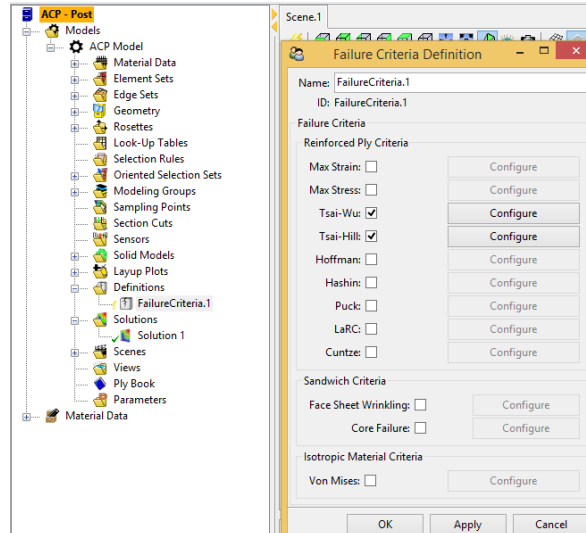 ACP - Post
Models
ACP Model
Material Data
Element Sets
Edge Sets
Geometry
Rosettes
Look-Up Tables
Selection Rules
Oriented Selection Sets
Modeling Groups
Sampling Points
Section Cuts
Sensors
Solid Models
Layup Plots
Definitions
FailureCriteria.1
Solutions
Solution 1
Scenes
Views
Ply Book
Parameters
Material Data
Scene.1
Failure Criteria Definition
Name: FailureCriteria.1
ID: FailureCriteria.1
Failure Criteria
Reinforced Ply Criteria
Max Strain: Configure
Max Stress: Configure
Tsai-Wu: Configure
Tsai-Hill: Configure
Hoffman: Configure
Hashin: Configure
Puck: Configure
LaRC: Configure
Cuntze: Configure
Sandwich Criteria
Face Sheet Wrinkling: Configure
Core Failure: Configure
Isotropic Material Criteria
Von Mises: Configure
OK Apply Cancel